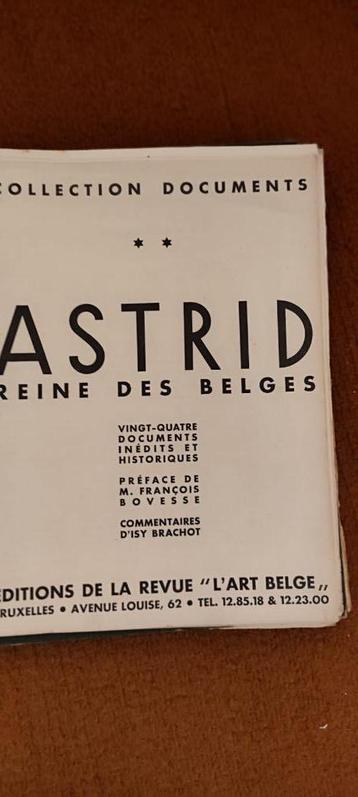 COLLECTION DOCUMENTS
* *
ASTRID
REINE DES BELGES
VINGT-QUATRE
DOCUMENTS
INÉDITS ET
HISTORIQUES
PRÉFACE DE
M. FRANÇOIS
BOVESSE
COMMENTAIRES
D'ISY BRACHOT
EDITIONS DE LA REVUE "L'ART BELGE„
BRUXELLES • AVENUE LOUISE, 62 • TEL. 12.85.18 & 12.23.00